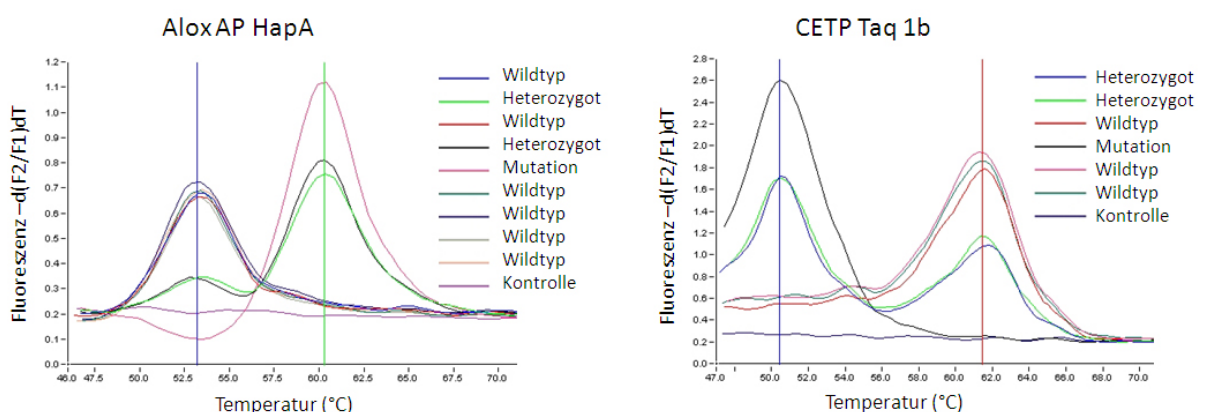 Alox AP HapA
Fluoreszenz –d(F2/F1)dT
1.2
1.1
1.0
0.9
0.8
0.7
0.6
0.5
0.4
0.3
0.2
0.1
0.0
46.0 47.5 50.0 52.5 55.0 57.5 60.0 62.5 65.0 67.5 70.0
Temperatur (°C)
Wildtyp
Heterozygot
Wildtyp
Heterozygot
Mutation
Wildtyp
Wildtyp
Wildtyp
Wildtyp
Kontrolle
CETP Taq 1b
Fluoreszenz –d(F2/F1)dT
2.8
2.6
2.4
2.2
2.0
1.8
1.6
1.4
1.2
1.0
0.8
0.6
0.4
0.2
0.0
47.0 50.0 52.0 54.0 56.0 58.0 60.0 62.0 64.0 66.0 68.0 70.0
Temperatur (°C)
Heterozygot
Heterozygot
Wildtyp
Mutation
Wildtyp
Wildtyp
Kontrolle